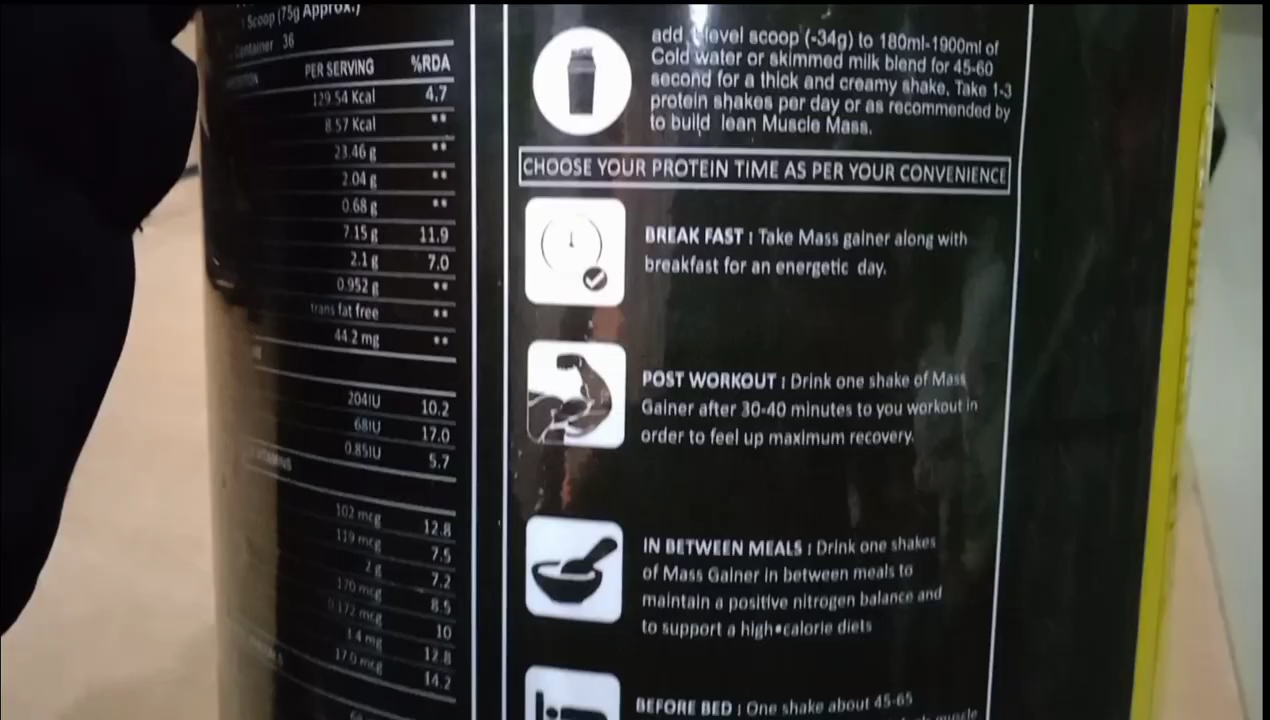 Scoop (75g Approx.)
Container 36
PER SERVING %RDA
129.54 Kcal 4.7
8.57 Kcal **
23.46 g **
2.04 g **
0.68 g **
7.15 g 11.9
2.1 g 7.0
0.952 g **
trans fat free **
44.2 mg **
204IU 10.2
68IU 17.0
0.85IU 5.7
102 mcg 12.8
119 mcg 7.5
2 g 7.2
170 mcg 8.5
0.172 mcg 10
1.4 mg 12.8
17.0 mcg 14.2
add level scoop (-34g) to 180ml-1900ml of
Cold water or skimmed milk blend for 45-60
second for a thick and creamy shake. Take 1-3
protein shakes per day or as recommended by
to build lean Muscle Mass.
CHOOSE YOUR PROTEIN TIME AS PER YOUR CONVENIENCE
BREAK FAST : Take Mass gainer along with
breakfast for an energetic day.
POST WORKOUT : Drink one shake of Mass
Gainer after 30-40 minutes to you workout in
order to feel up maximum recovery.
IN BETWEEN MEALS : Drink one shakes
of Mass Gainer in between meals to
maintain a positive nitrogen balance and
to support a high•calorie diets
BEFORE BED : One shake about 45-65
muscle